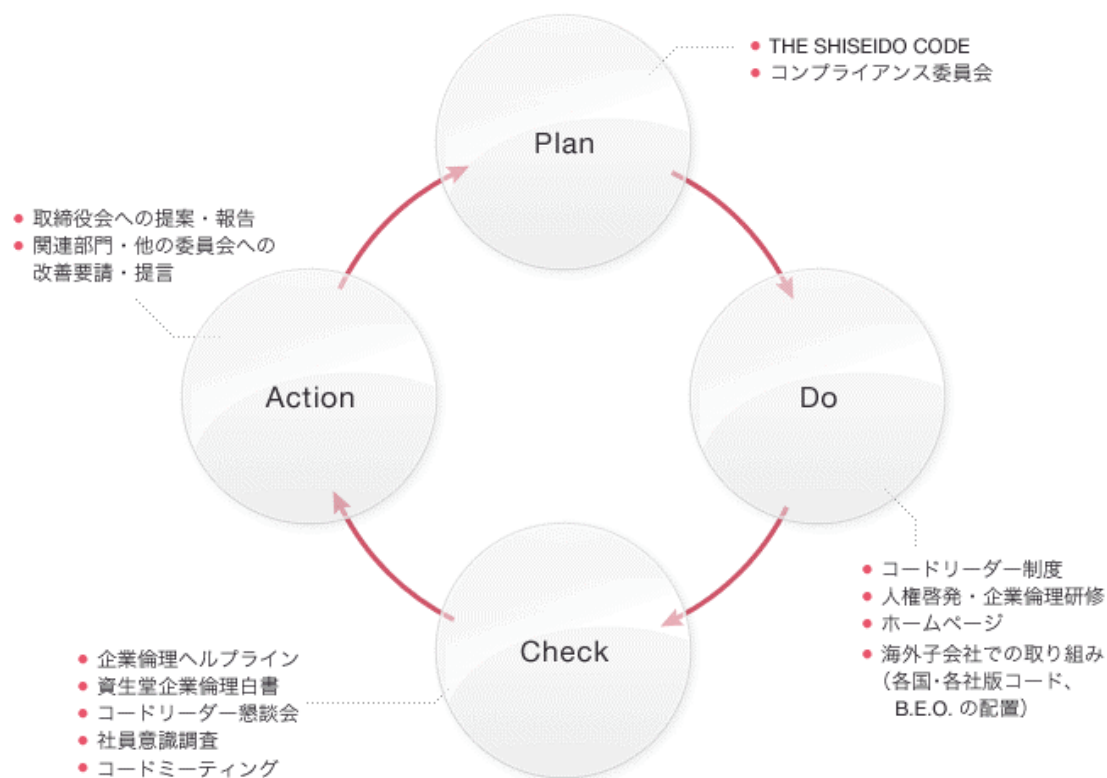 Plan
THE SHISEIDO CODE
コンプライアンス委員会
Do
コードリーダー制度
人権啓発・企業倫理研修
ホームページ
海外子会社での取り組み
（各国･各社版コード、
B.E.O. の配置）
Check
企業倫理ヘルプライン
資生堂企業倫理白書
コードリーダー懇談会
社員意識調査
コードミーティング
Action
取締役会への提案・報告
関連部門・他の委員会への
改善要請・提言